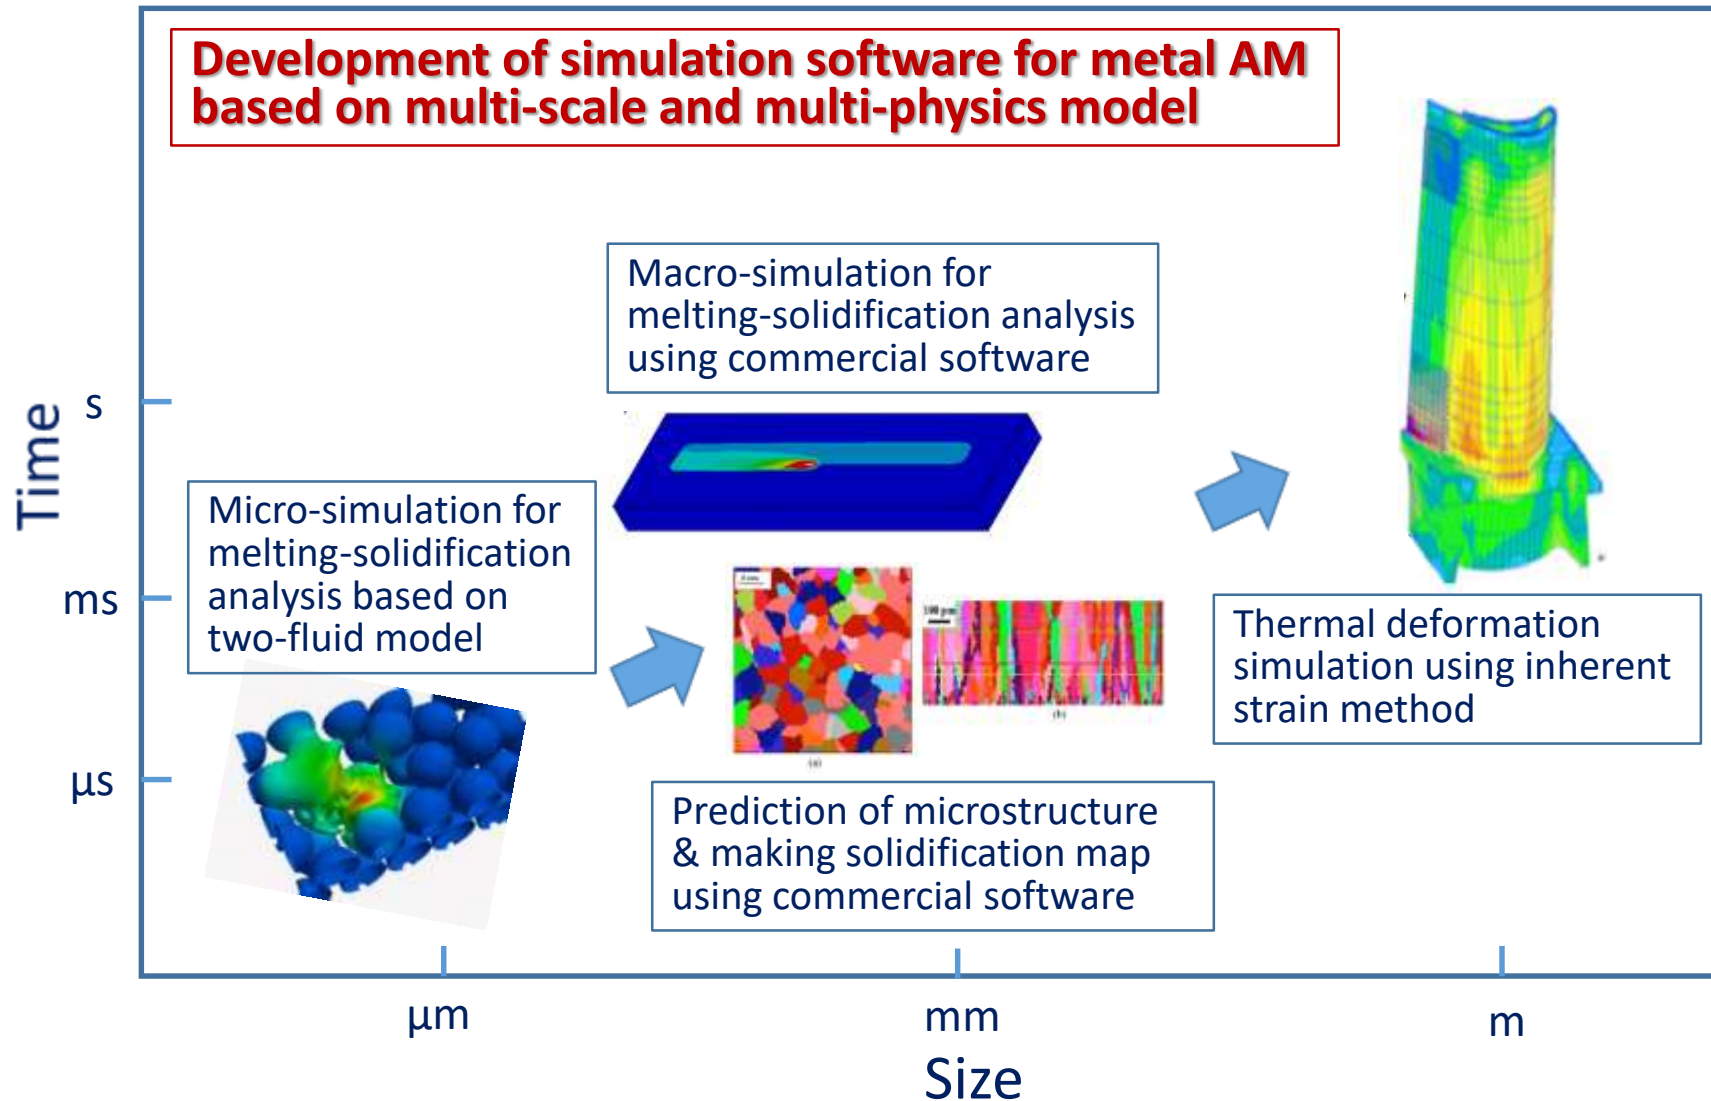 Development of simulation software for metal AM
based on multi-scale and multi-physics model
Macro-simulation for
melting-solidification analysis
using commercial software
Time
s
ms
µs
Micro-simulation for
melting-solidification
analysis based on
two-fluid model
100 µm
(a)
(b)
Thermal deformation
simulation using inherent
strain method
Prediction of microstructure
& making solidification map
using commercial software
µm
mm
m
Size